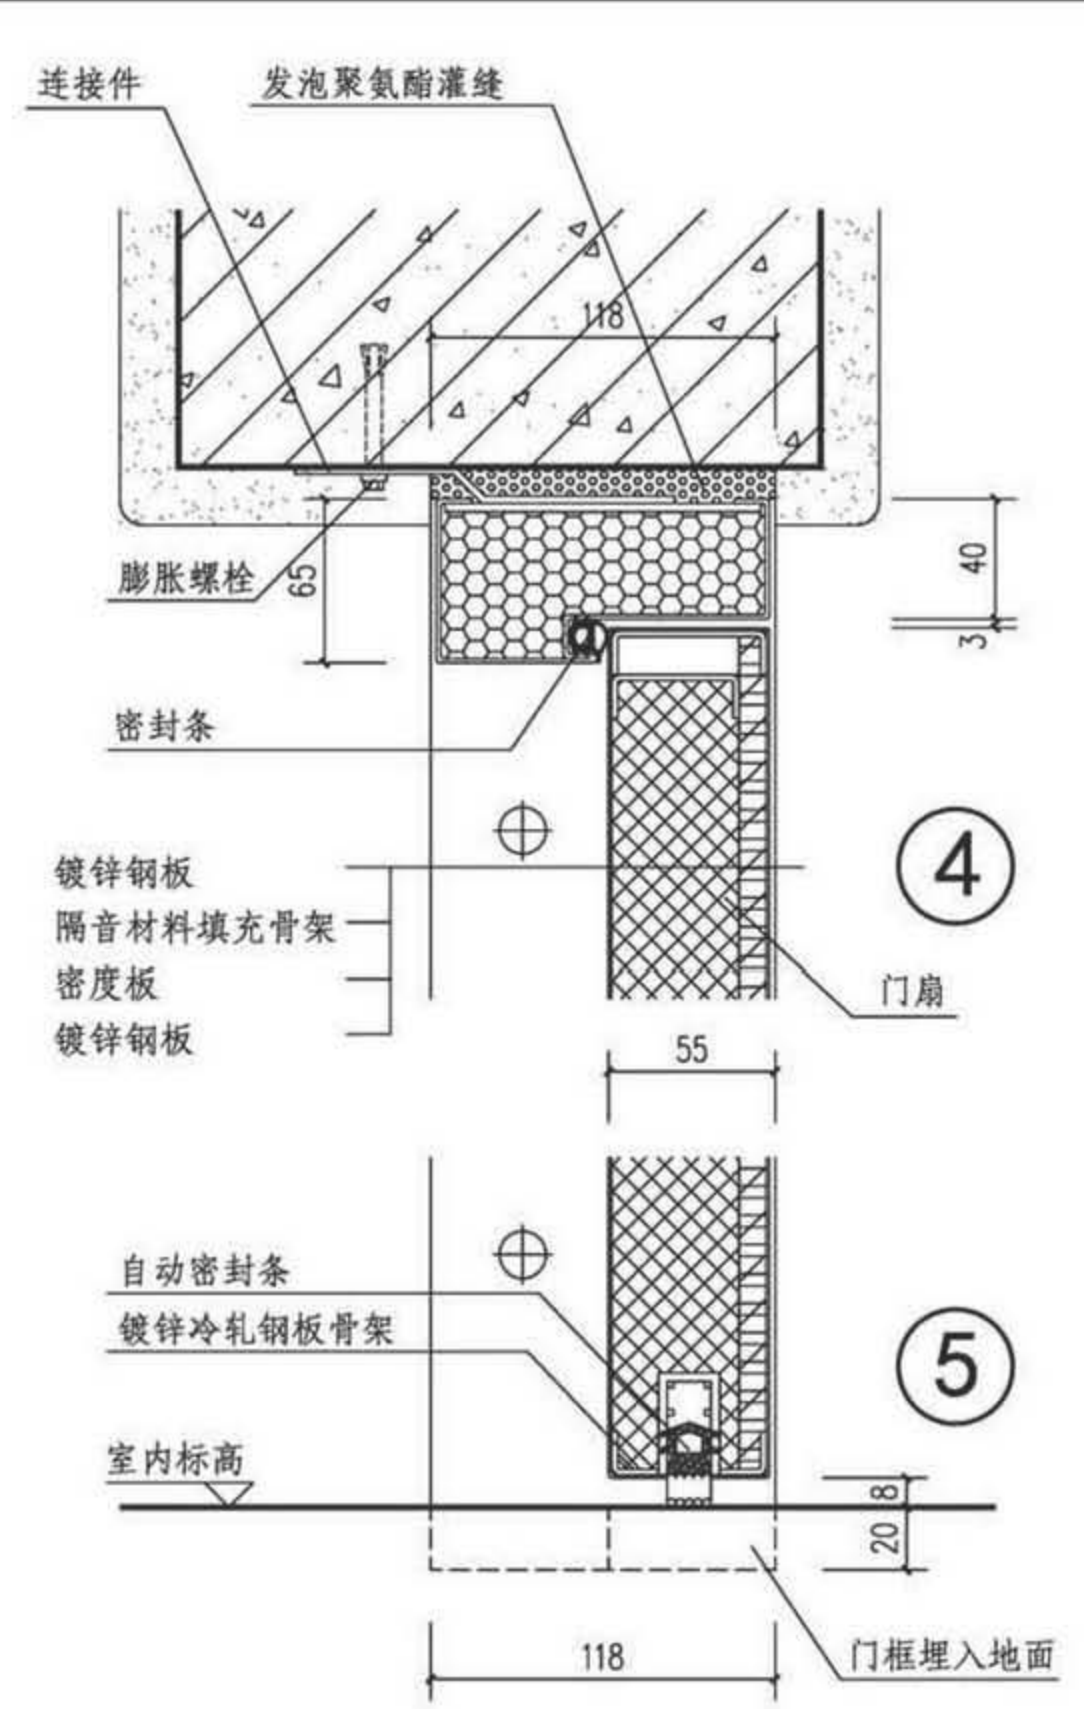 连接件
发泡聚氨酯灌缝
118
膨胀螺栓
65
40
3
密封条
镀锌钢板
隔音材料填充骨架
密度板
镀锌钢板
4
门扇
55
自动密封条
镀锌冷轧钢板骨架
5
室内标高
8
20
118
门框埋入地面